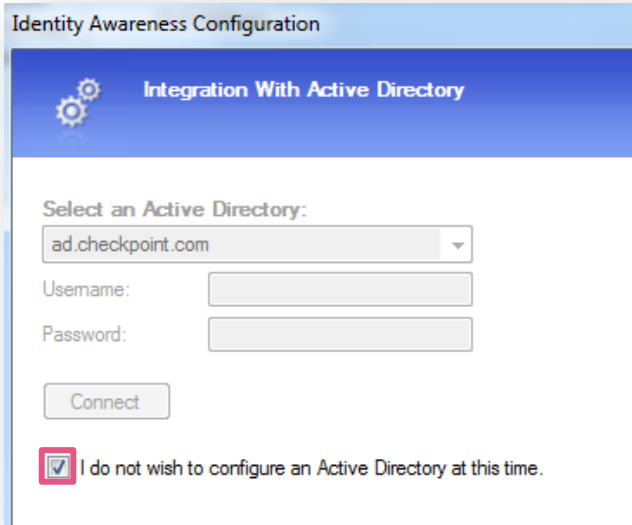 Identity Awareness Configuration
Integration With Active Directory
Select an Active Directory:
ad.checkpoint.com
Username:
Password:
Connect
I do not wish to configure an Active Directory at this time.